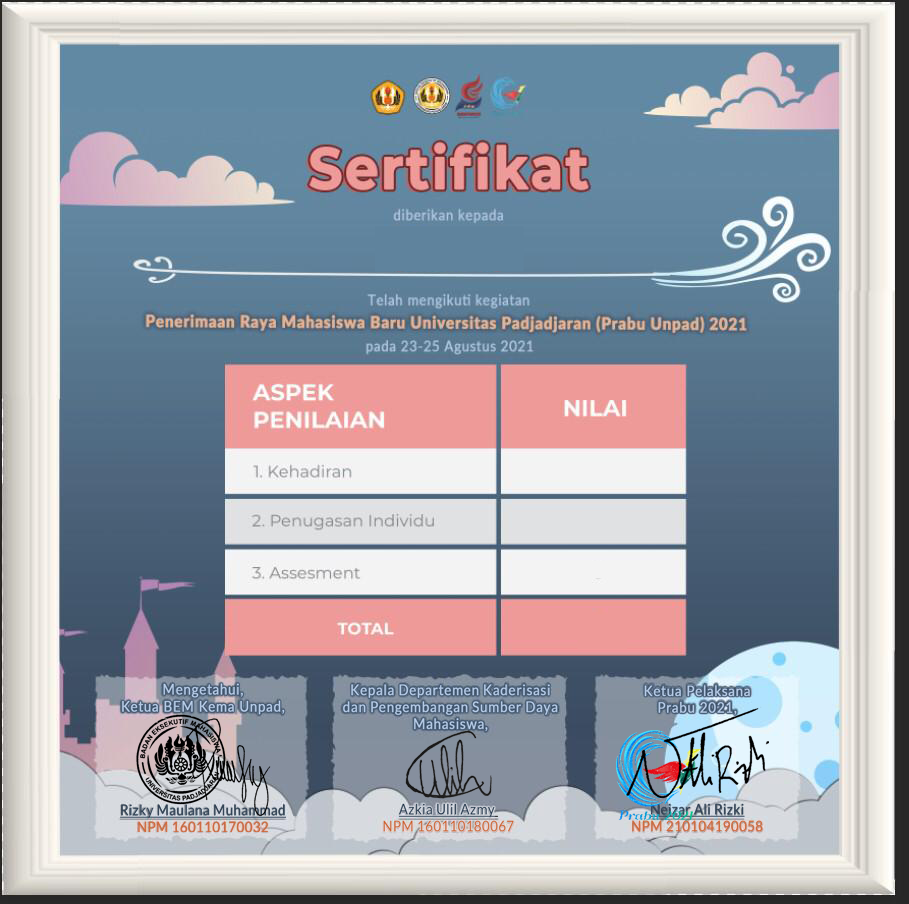 Sertifikat
diberikan kepada
Telah mengikuti kegiatan
Penerimaan Raya Mahasiswa Baru Universitas Padjadjaran (Prabu Unpad) 2021
pada 23-25 Agustus 2021
ASPEK
PENILAIAN
NILAI
1. Kehadiran
2. Penugasan Individu
3. Assesment
TOTAL
Mengetahui,
Ketua BEM Kema Unpad,
BADAN EKSEKUTIF MAHASISWA
UNIVERSITAS PADJADJARAN
Rizky Maulana Muhammad
NPM 160110170032
Kepala Departemen Kaderisasi
dan Pengembangan Sumber Daya
Mahasiswa,
Azkia Ulil Azmy
NPM 160110180067
Ketua Pelaksana
Prabu 2021,
Neizar Ali Rizki
NPM 210104190058